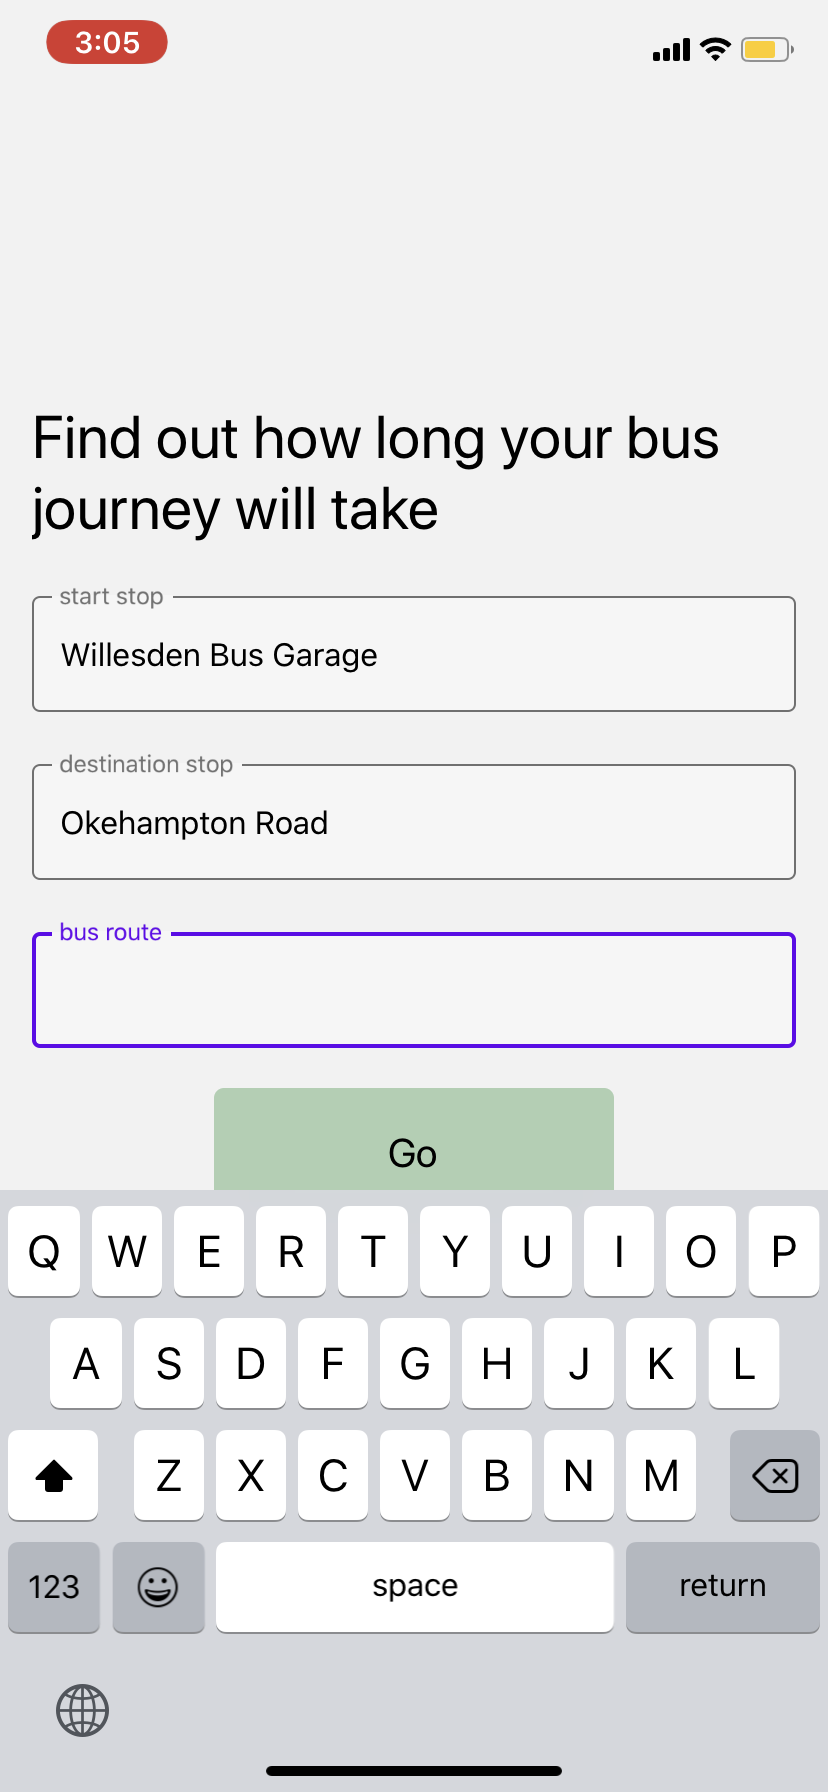 3:05
Find out how long your bus
journey will take
start stop
Willesden Bus Garage
destination stop
Okehampton Road
bus route
Go
Q W E R T Y U I O P
A S D F G H J K L
Z X C V B N M
123 space return